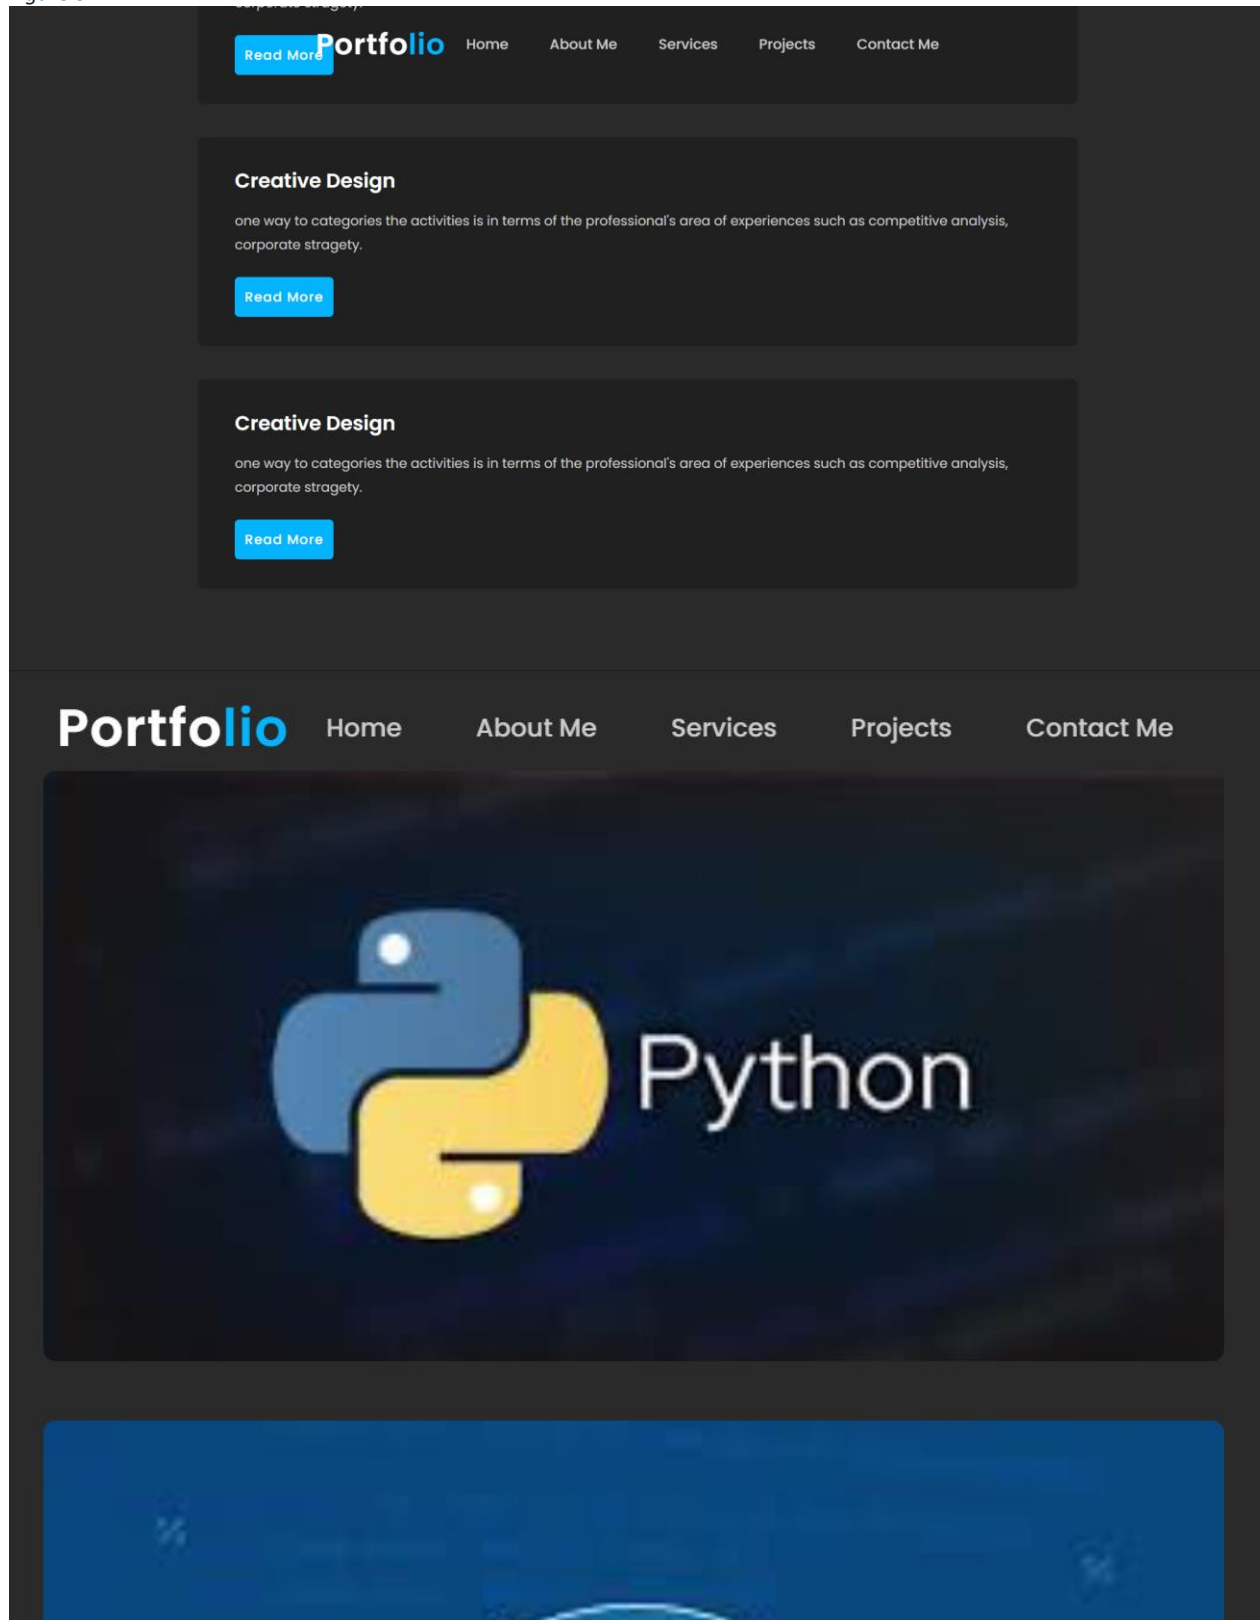 Read More
Portfolio Home About Me Services Projects Contact Me
Creative Design
one way to categories the activities is in terms of the professional's area of experiences such as competitive analysis,
corporate stragety.
Read More
Creative Design
one way to categories the activities is in terms of the professional's area of experiences such as competitive analysis,
corporate stragety.
Read More
Portfolio Home About Me Services Projects Contact Me
Python